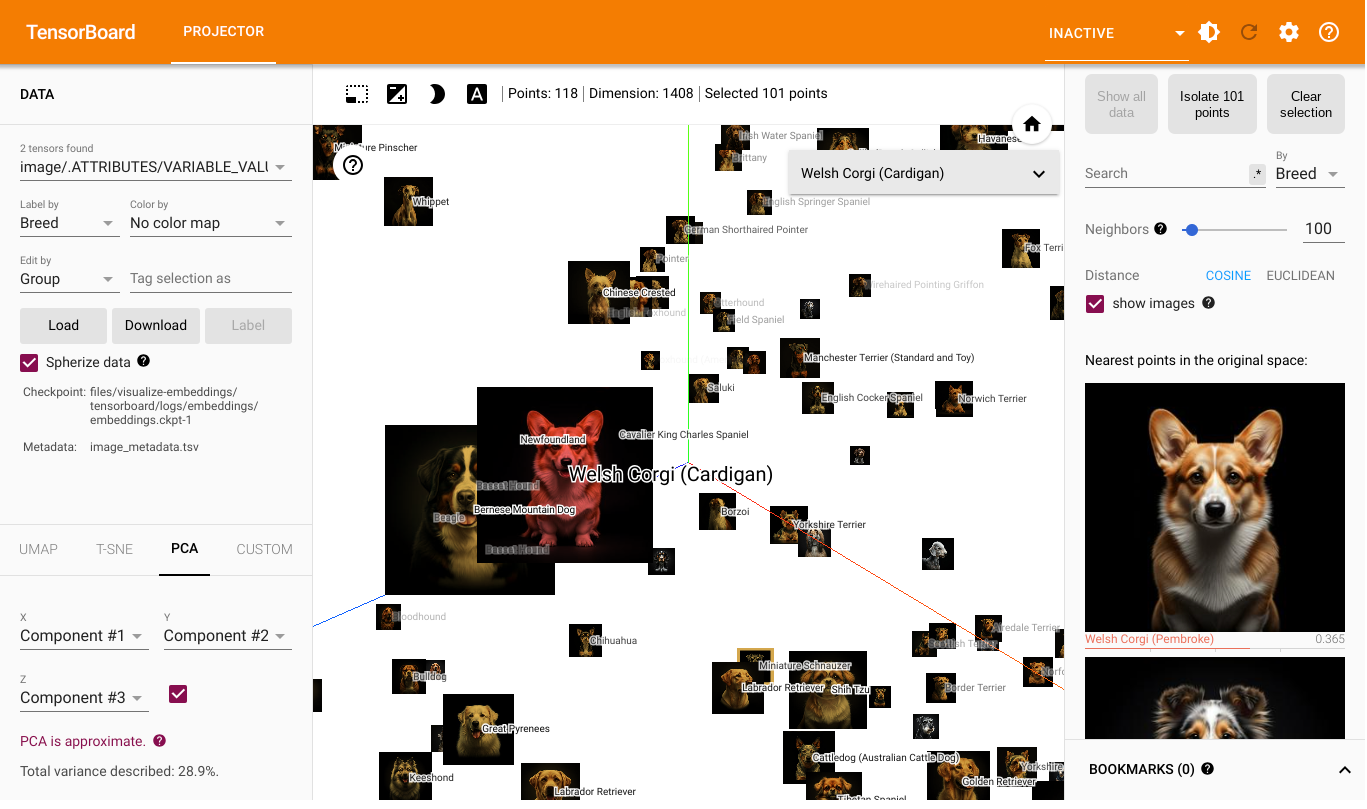 TensorBoard
PROJECTOR
INACTIVE
DATA
Points: 118 | Dimension: 1408 | Selected 101 points
Show all data
Isolate 101 points
Clear selection
2 tensors found
image/.ATTRIBUTES/VARIABLE_VALU
Label by
Breed
Color by
No color map
Edit by
Group
Tag selection as
Load
Download
Label
Spherize data
Checkpoint: files/visualize-embeddings/
tensorboard/logs/embeddings/
embeddings.ckpt-1
Metadata: image_metadata.tsv
UMAP
T-SNE
PCA
CUSTOM
X
Component #1
Y
Component #2
Z
Component #3
PCA is approximate.
Total variance described: 28.9%.
Miniature Pinscher
Irish Water Spaniel
Havanese
Brittany
Welsh Corgi (Cardigan)
Whippet
English Springer Spaniel
German Shorthaired Pointer
Fox Terri
Pointer
Wirehaired Pointing Griffon
Chinese Crested
Otterhound
English Foxhound
Field Spaniel
Manchester Terrier (Standard and Toy)
Saluki
English Cocker Spaniel
Norwich Terrier
Newfoundland
Cavalier King Charles Spaniel
Welsh Corgi (Cardigan)
Basset Hound
Bernese Mountain Dog
Beagle
Borzoi
Yorkshire Terrier
Basset Hound
Bloodhound
Chihuahua
Airedale Terrier
Scottish Terrier
Miniature Schnauzer
Norfo
Bulldog
Labrador Retriever
Shih Tzu
Border Terrier
Great Pyrenees
Cattledog (Australian Cattle Dog)
Yorkshire
Keeshond
Golden Retriever
Labrador Retriever
Tibetan Spaniel
Search
.*
By
Breed
Neighbors
100
Distance
COSINE
EUCLIDEAN
show images
Nearest points in the original space:
Welsh Corgi (Pembroke)
0.365
BOOKMARKS (0)